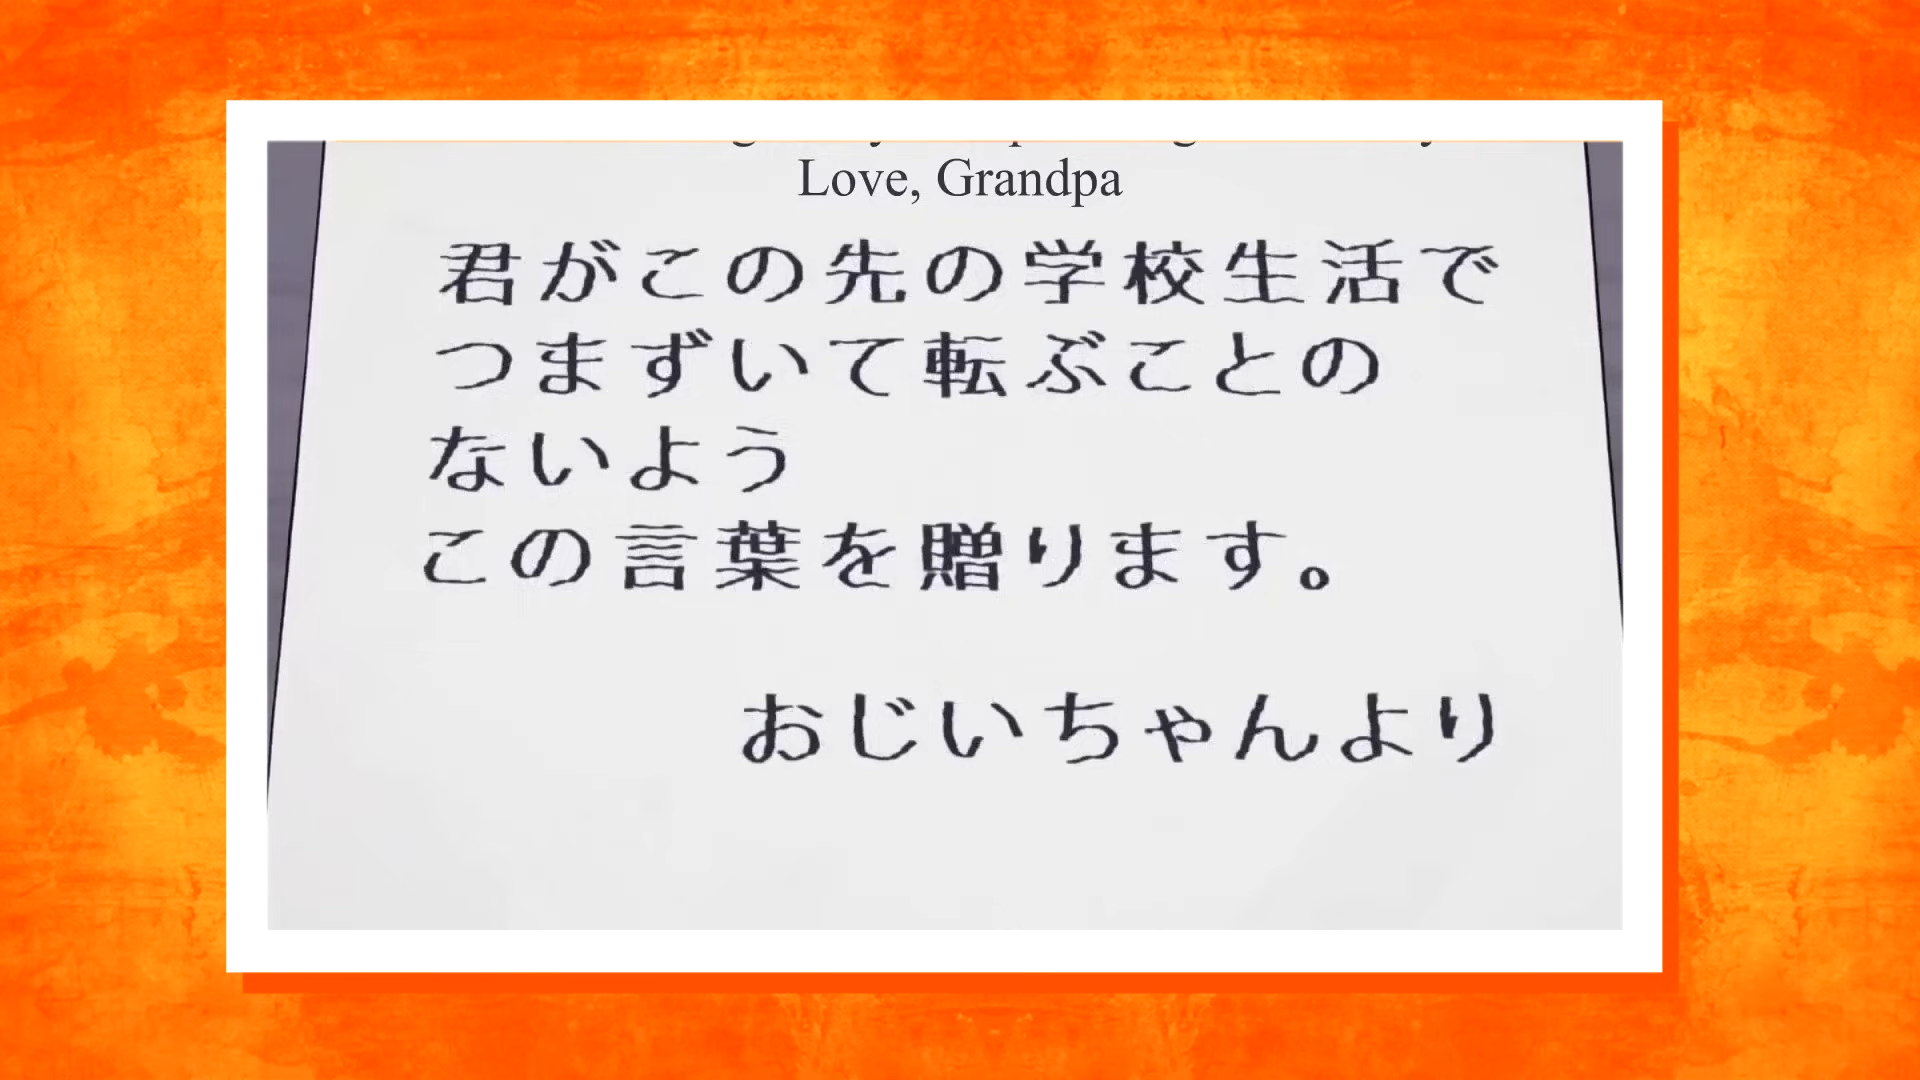 Love, Grandpa
君がこの先の学校生活で
つまずいて転ぶことの
ないよう
この言葉を贈ります。
おじいちゃんより